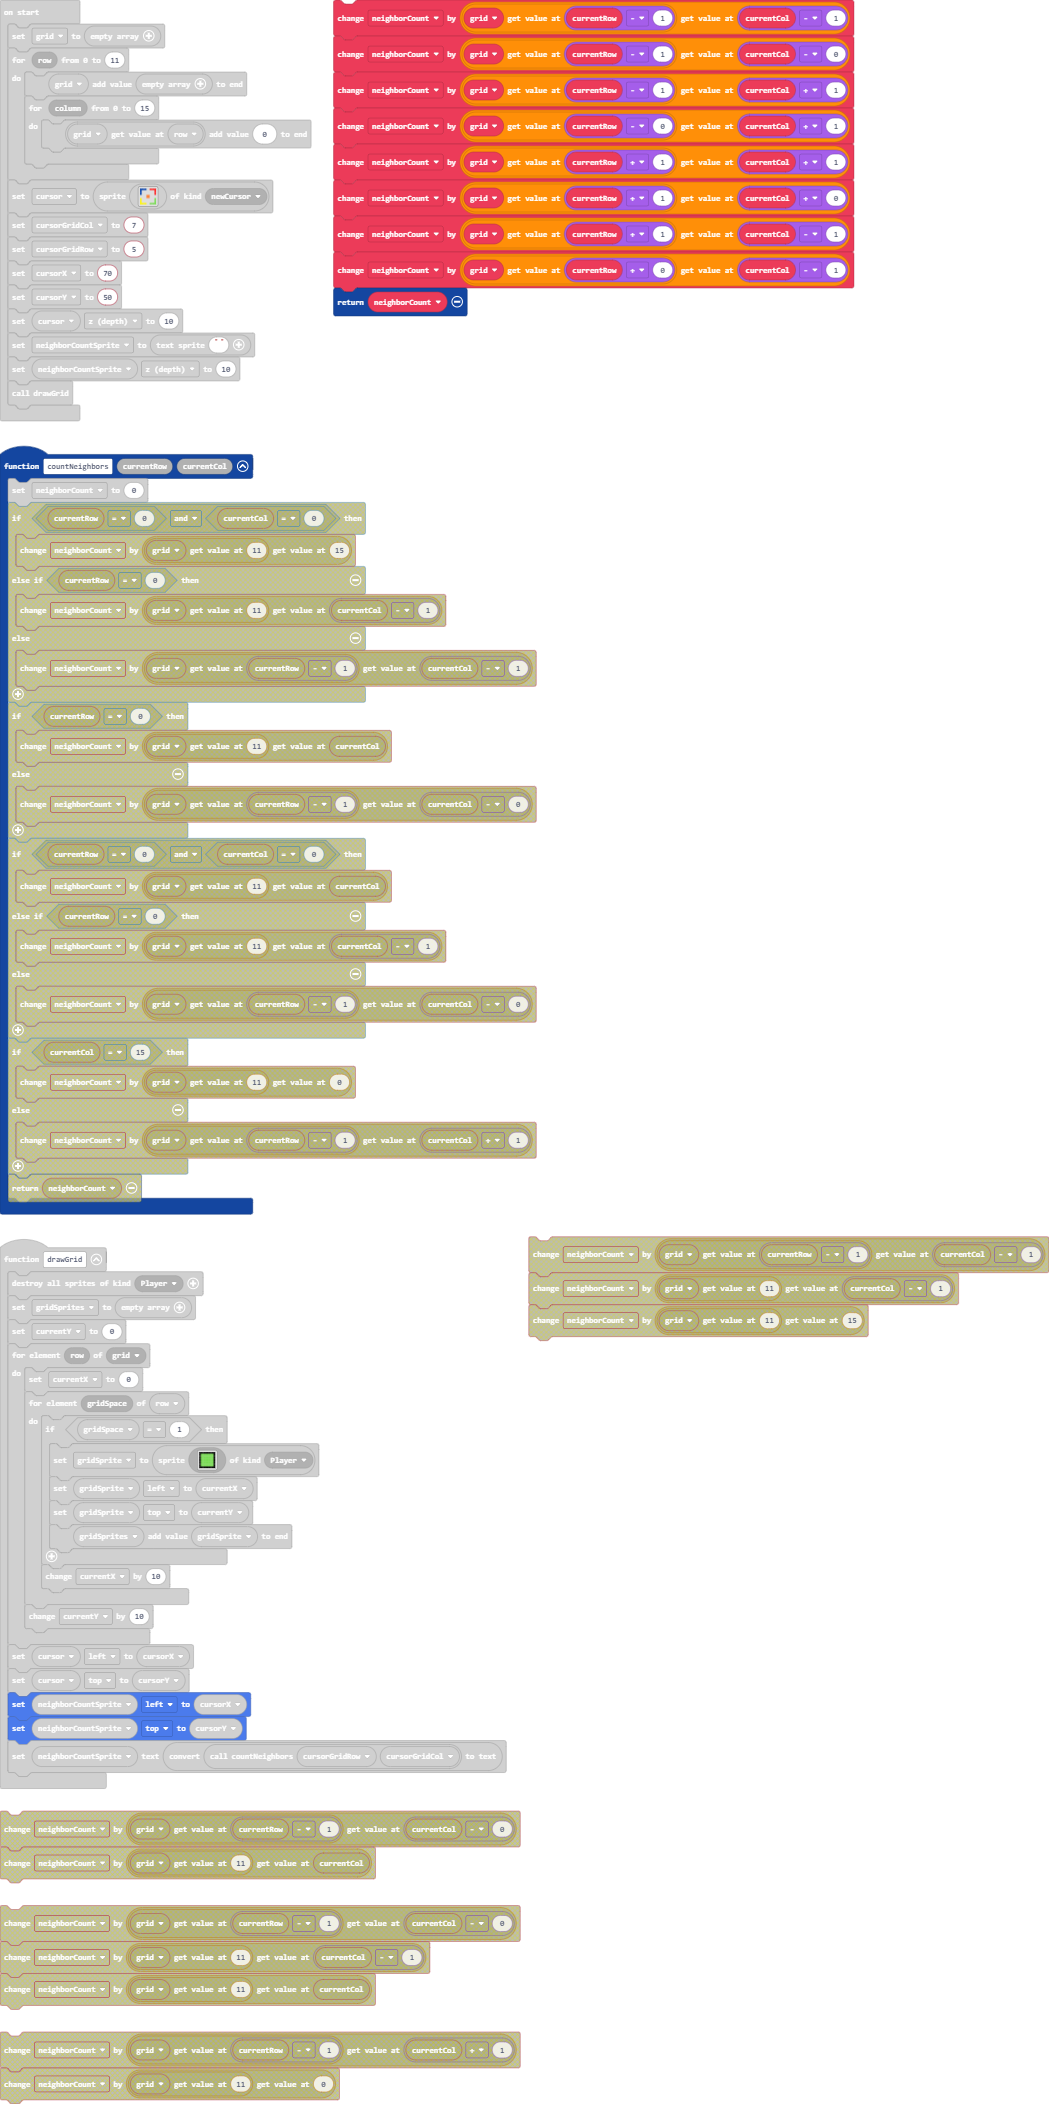 on start
set grid to empty array
for row from 0 to 11
do grid add value empty array to end
for column from 0 to 15
do grid get value at row add value 0 to end
set cursor to sprite of kind newCursor
set cursorGridCol to 7
set cursorGridRow to 5
set cursorX to 70
set cursorY to 50
set cursor z (depth) to 10
set neighborCountSprite to text sprite " "
set neighborCountSprite z (depth) to 10
call drawGrid
change neighborCount by grid get value at currentRow - 1 get value at currentCol - 1
change neighborCount by grid get value at currentRow - 1 get value at currentCol - 0
change neighborCount by grid get value at currentRow - 1 get value at currentCol + 1
change neighborCount by grid get value at currentRow - 0 get value at currentCol + 1
change neighborCount by grid get value at currentRow + 1 get value at currentCol + 1
change neighborCount by grid get value at currentRow + 1 get value at currentCol + 0
change neighborCount by grid get value at currentRow + 1 get value at currentCol - 1
change neighborCount by grid get value at currentRow + 0 get value at currentCol - 1
return neighborCount
function countNeighbors currentRow currentCol
set neighborCount to 0
if currentRow = 0 and currentCol = 0 then
change neighborCount by grid get value at 11 get value at 15
else if currentRow = 0 then
change neighborCount by grid get value at 11 get value at currentCol - 1
else
change neighborCount by grid get value at currentRow - 1 get value at currentCol - 1
if currentRow = 0 then
change neighborCount by grid get value at 11 get value at currentCol
else
change neighborCount by grid get value at currentRow - 1 get value at currentCol - 0
if currentRow = 0 and currentCol = 0 then
change neighborCount by grid get value at 11 get value at currentCol
else if currentRow = 0 then
change neighborCount by grid get value at 11 get value at currentCol - 1
else
change neighborCount by grid get value at currentRow - 1 get value at currentCol - 0
if currentCol = 15 then
change neighborCount by grid get value at 11 get value at 0
else
change neighborCount by grid get value at currentRow - 1 get value at currentCol + 1
return neighborCount
function drawGrid
destroy all sprites of kind Player
set gridSprites to empty array
set currentY to 0
for element row of grid
do set currentX to 0
for element gridSpace of row
do if gridSpace = 1 then
set gridSprite to sprite of kind Player
set gridSprite left to currentX
set gridSprite top to currentY
gridSprites add value gridSprite to end
change currentX by 10
change currentY by 10
set cursor left to cursorX
set cursor top to cursorY
set neighborCountSprite left to cursorX
set neighborCountSprite top to cursorY
set neighborCountSprite text convert call countNeighbors cursorGridRow cursorGridCol to text
change neighborCount by grid get value at currentRow - 1 get value at currentCol - 1
change neighborCount by grid get value at 11 get value at currentCol - 1
change neighborCount by grid get value at 11 get value at 15
change neighborCount by grid get value at currentRow - 1 get value at currentCol - 0
change neighborCount by grid get value at 11 get value at currentCol
change neighborCount by grid get value at currentRow - 1 get value at currentCol - 0
change neighborCount by grid get value at 11 get value at currentCol - 1
change neighborCount by grid get value at 11 get value at currentCol
change neighborCount by grid get value at currentRow - 1 get value at currentCol + 1
change neighborCount by grid get value at 11 get value at 0